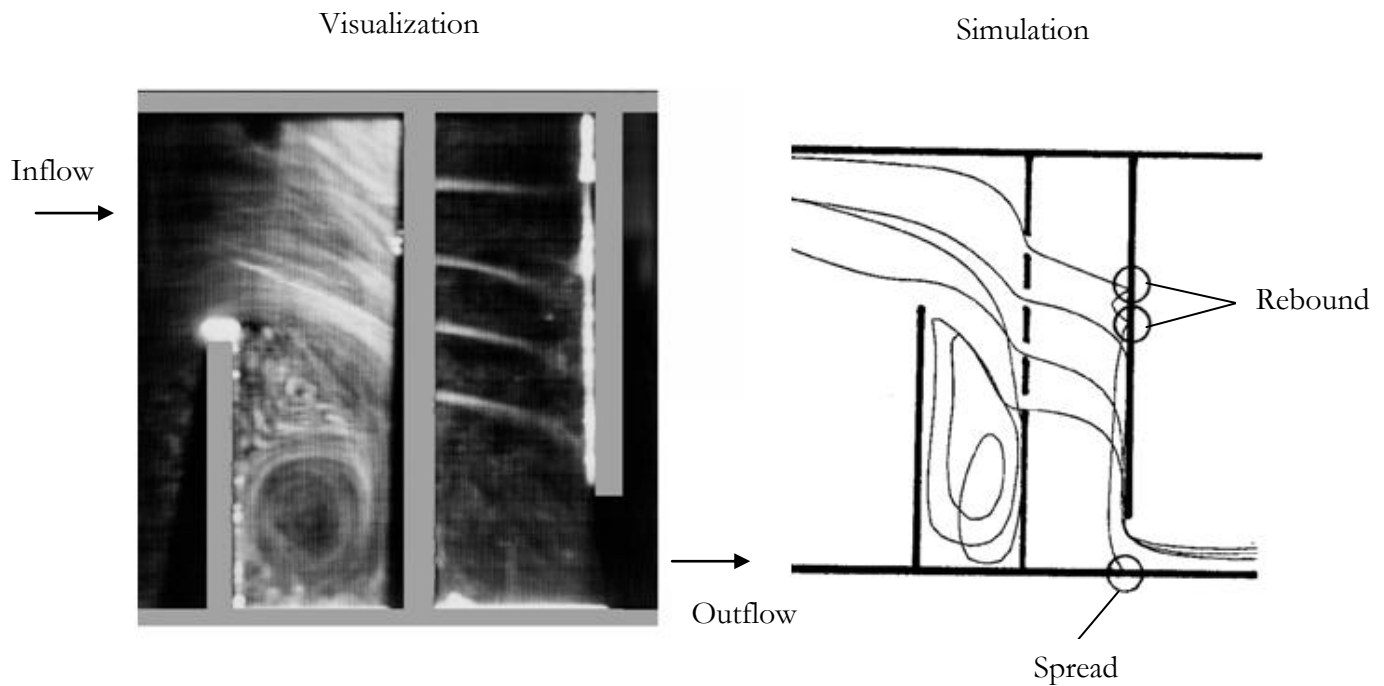 Visualization
Simulation
Inflow
Rebound
Outflow
Spread